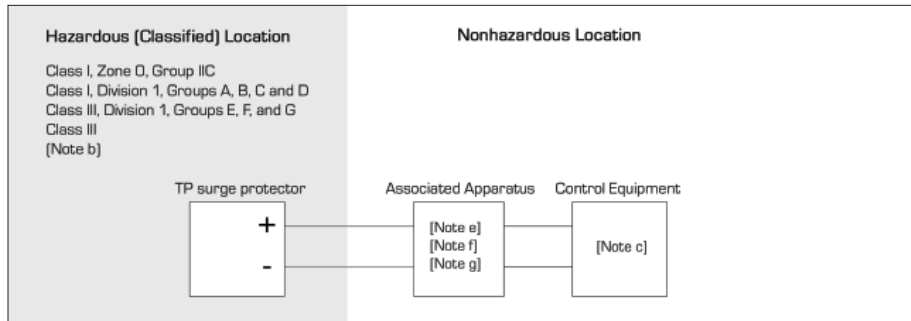 Hazardous (Classified) Location
Nonhazardous Location
Class I, Zone 0, Group IIC
Class I, Division 1, Groups A, B, C and D
Class III, Division 1, Groups E, F, and G
Class III
(Note b)
TP surge protector
Associated Apparatus
Control Equipment
+
-
[Note e]
[Note f]
[Note g]
[Note c]